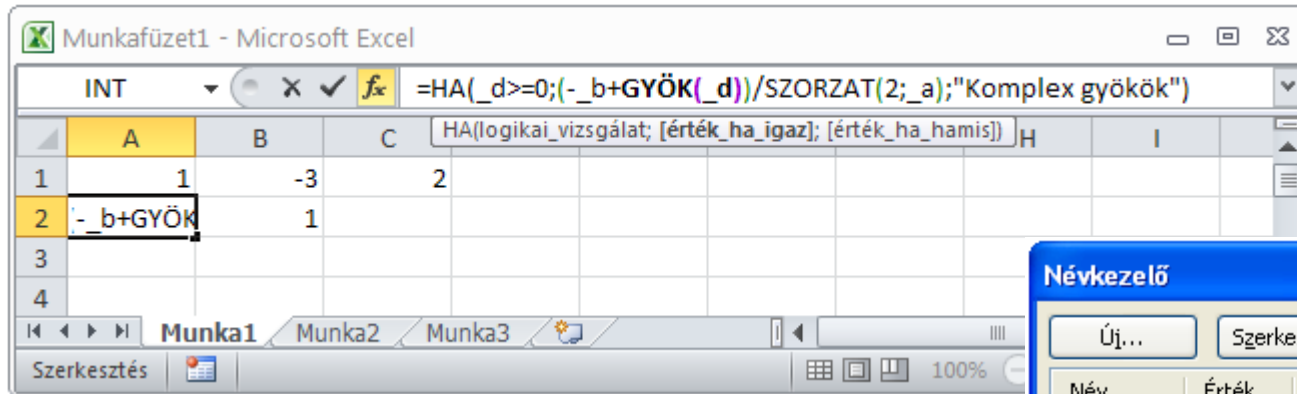 Munkafüzet1 - Microsoft Excel
INT fx =HA(_d>=0;(-_b+GYÖK(_d))/SZORZAT(2;_a);"Komplex gyökök")
HA(logikai_vizsgálat; [érték_ha_igaz]; [érték_ha_hamis])
A B C H I
1 1 -3 2
2 -_b+GYÖK 1
3
4
Munka1 Munka2 Munka3
Szerkesztés 100%
Névkezelő
Új... Szerke
Név Érték